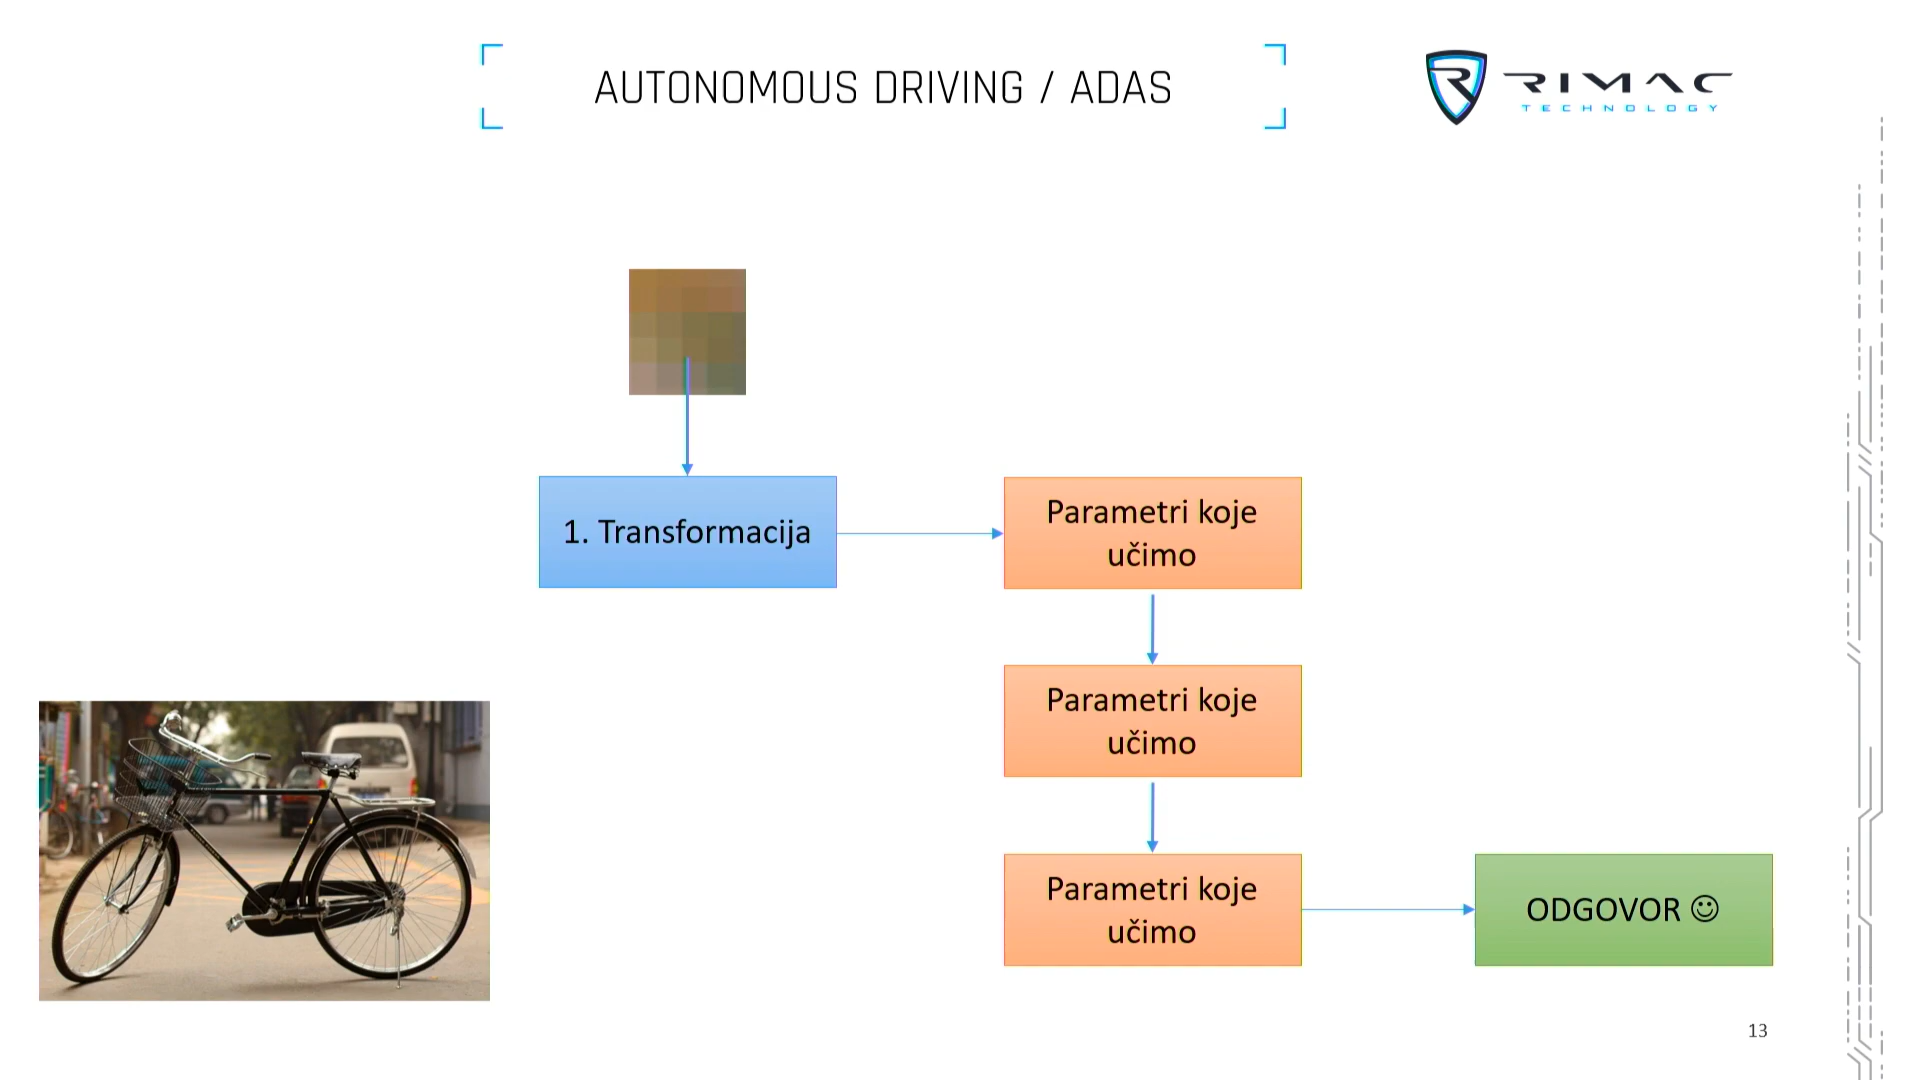 AUTONOMOUS DRIVING / ADAS
RIMAC
TECHNOLOGY
1. Transformacija
Parametri koje
učimo
Parametri koje
učimo
Parametri koje
učimo
ODGOVOR ☺
13